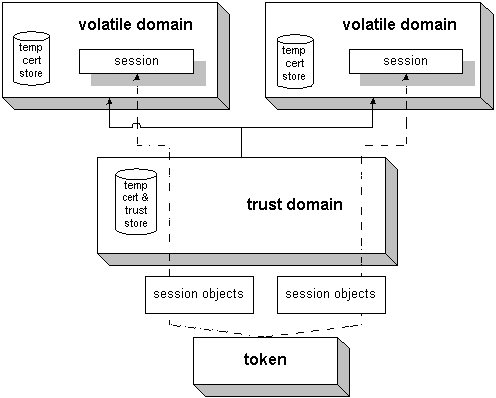 volatile domain
temp
cert
store
session
volatile domain
temp
cert
store
session
temp
cert &
trust
store
trust domain
session objects
session objects
token